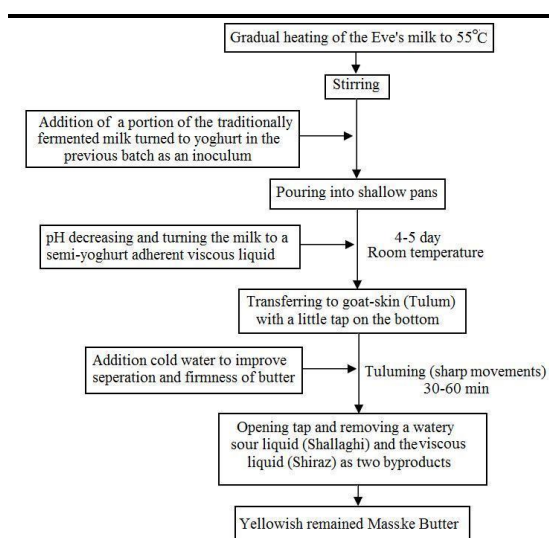 Gradual heating of the Eve's milk to 55°C
Stirring
Addition of a portion of the traditionally
fermented milk turned to yoghurt in the
previous batch as an inoculum
Pouring into shallow pans
pH decreasing and turning the milk to a
semi-yoghurt adherent viscous liquid
4-5 day
Room temperature
Transferring to goat-skin (Tulum)
with a little tap on the bottom
Addition cold water to improve
seperation and firmness of butter
Tuluming (sharp movements)
30-60 min
Opening tap and removing a watery
sour liquid (Shallaghi) and the viscous
liquid (Shiraz) as two byproducts
Yellowish remained Masske Butter